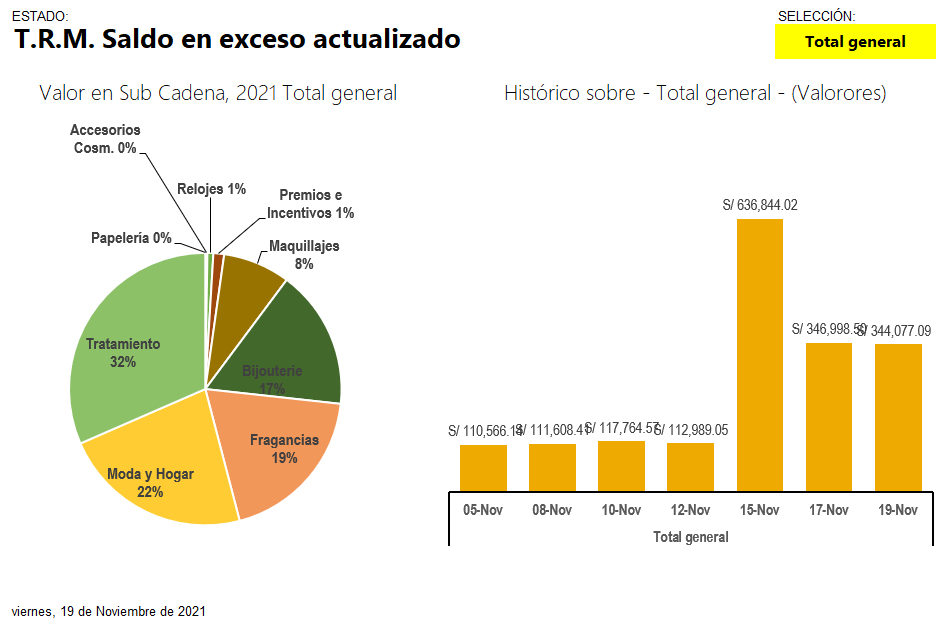 ESTADO:
T.R.M. Saldo en exceso actualizado
SELECCIÓN:
Total general
Valor en Sub Cadena, 2021 Total general
Accesorios
Cosm. 0%
Relojes 1%
Premios e
Incentivos 1%
Papelería 0%
Maquillajes
8%
Tratamiento
32%
Bijouterie
17%
Fragancias
19%
Moda y Hogar
22%
Histórico sobre - Total general - (Valorores)
S/ 636,844.02
S/ 346,998.50
S/ 344,077.09
S/ 110,566.14
S/ 111,608.41
S/ 117,764.57
S/ 112,989.05
05-Nov
08-Nov
10-Nov
12-Nov
15-Nov
17-Nov
19-Nov
Total general
viernes, 19 de Noviembre de 2021